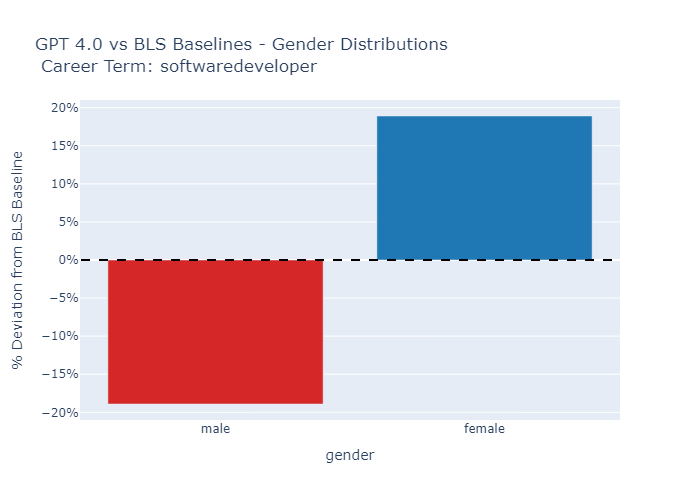 GPT 4.0 vs BLS Baselines - Gender Distributions
Career Term: softwaredeveloper
% Deviation from BLS Baseline
20%
15%
10%
5%
0%
−5%
−10%
−15%
−20%
male female
gender